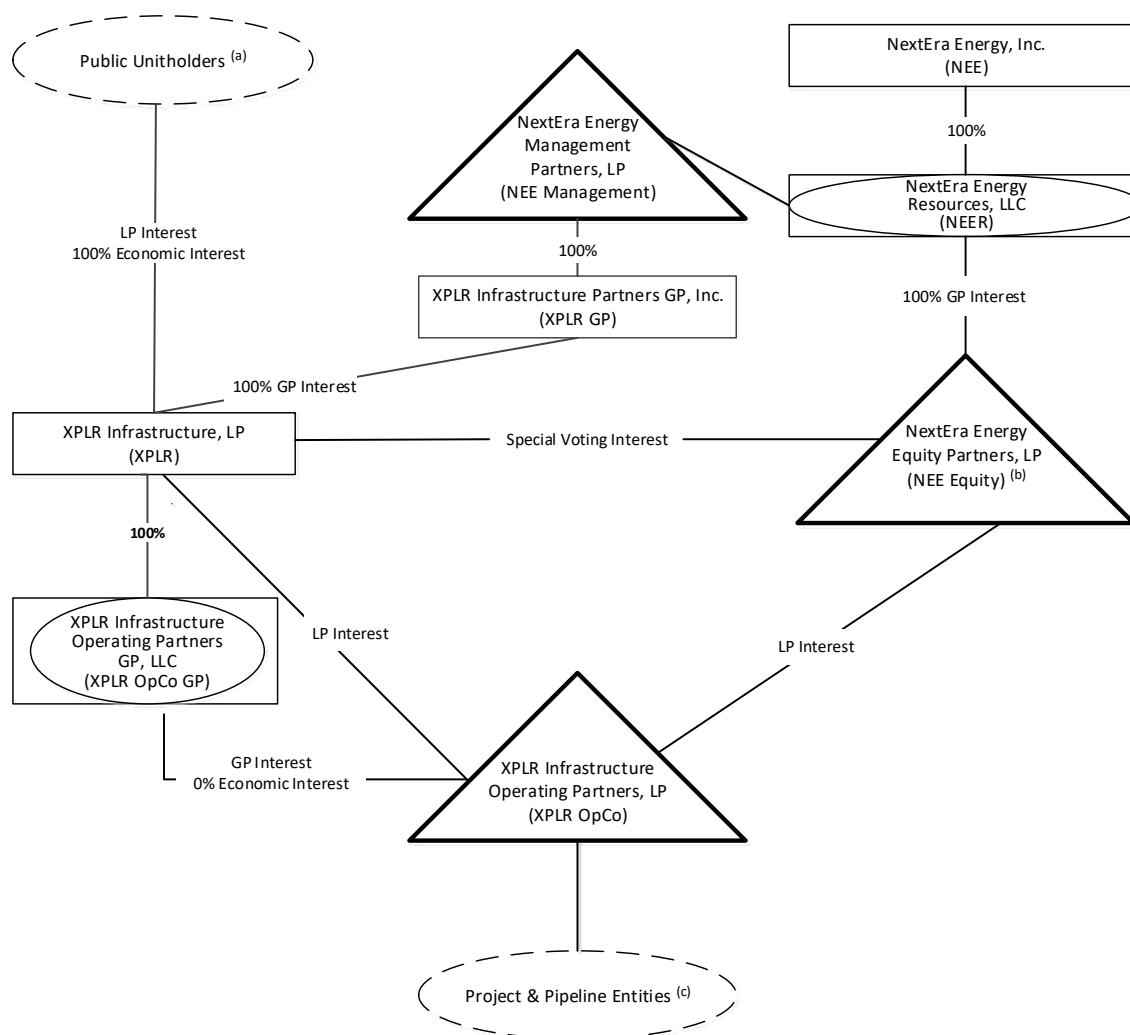 Public Unitholders (a)
NextEra Energy, Inc.
(NEE)
NextEra Energy
Management
Partners, LP
(NEE Management)
100%
NextEra Energy
Resources, LLC
(NEER)
LP Interest
100% Economic Interest
100%
XPLR Infrastructure Partners GP, Inc.
(XPLR GP)
100% GP Interest
100% GP Interest
XPLR Infrastructure, LP
(XPLR)
Special Voting Interest
NextEra Energy
Equity Partners, LP
(NEE Equity) (b)
100%
XPLR Infrastructure
Operating Partners
GP, LLC
(XPLR OpCo GP)
LP Interest
LP Interest
GP Interest
0% Economic Interest
XPLR Infrastructure
Operating Partners, LP
(XPLR OpCo)
Project & Pipeline Entities (c)